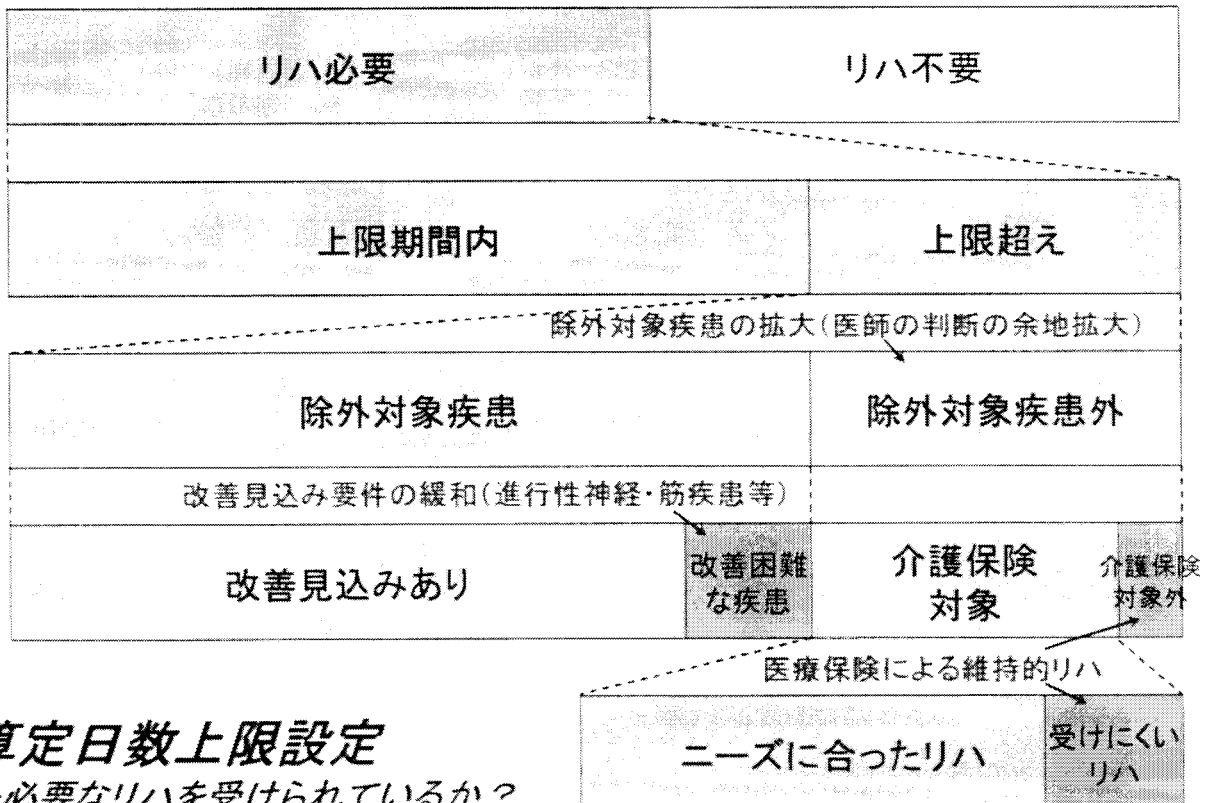 リハ必要
リハ不要
上限期間内
上限超え
除外対象疾患の拡大(医師の判断の余地拡大)
除外対象疾患
除外対象疾患外
改善見込み要件の緩和(進行性神経・筋疾患等)
改善見込みあり
改善困難
な疾患
介護保険
対象
介護保険
対象外
医療保険による維持的リハ
ニーズに合ったリハ
受けにくい
リハ
算定日数上限設定
必要なリハを受けられているか?